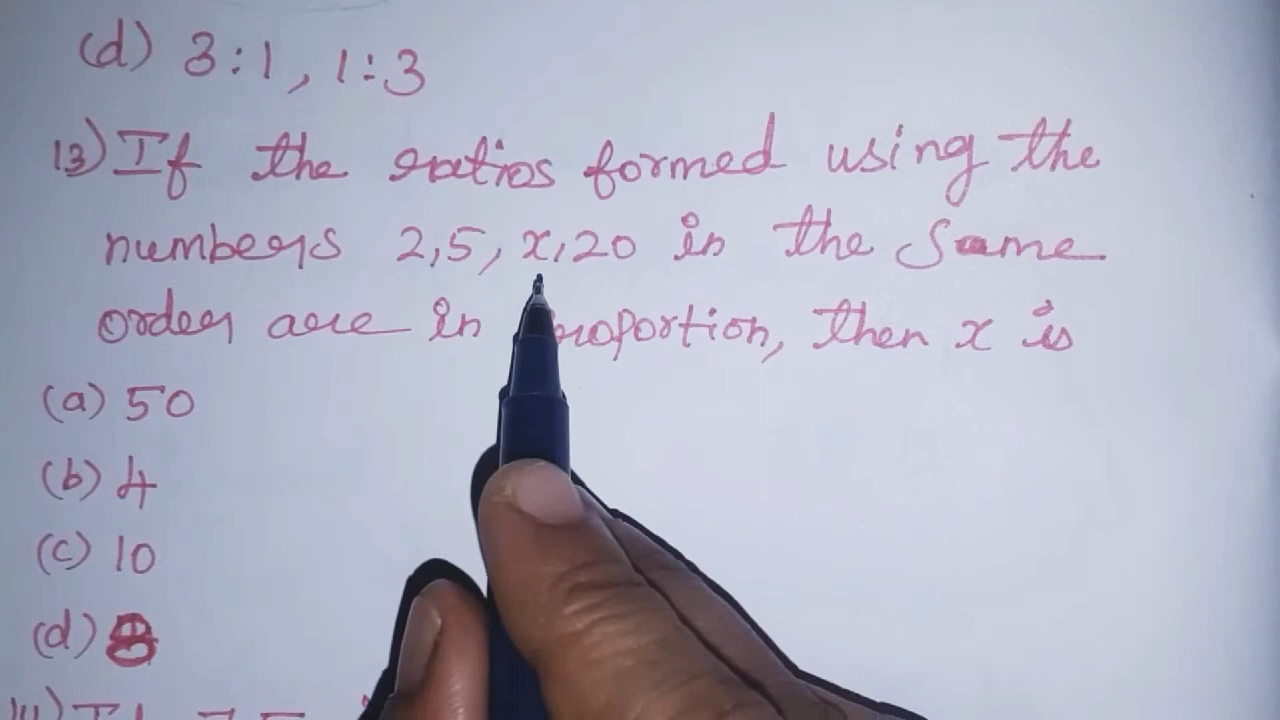 (d) 3:1, 1:3
13) If the ratios formed using the
numbers 2,5, x,20 in the same
order are in proportion, then x is
(a) 50
(b) 4
(c) 10
(d) 8